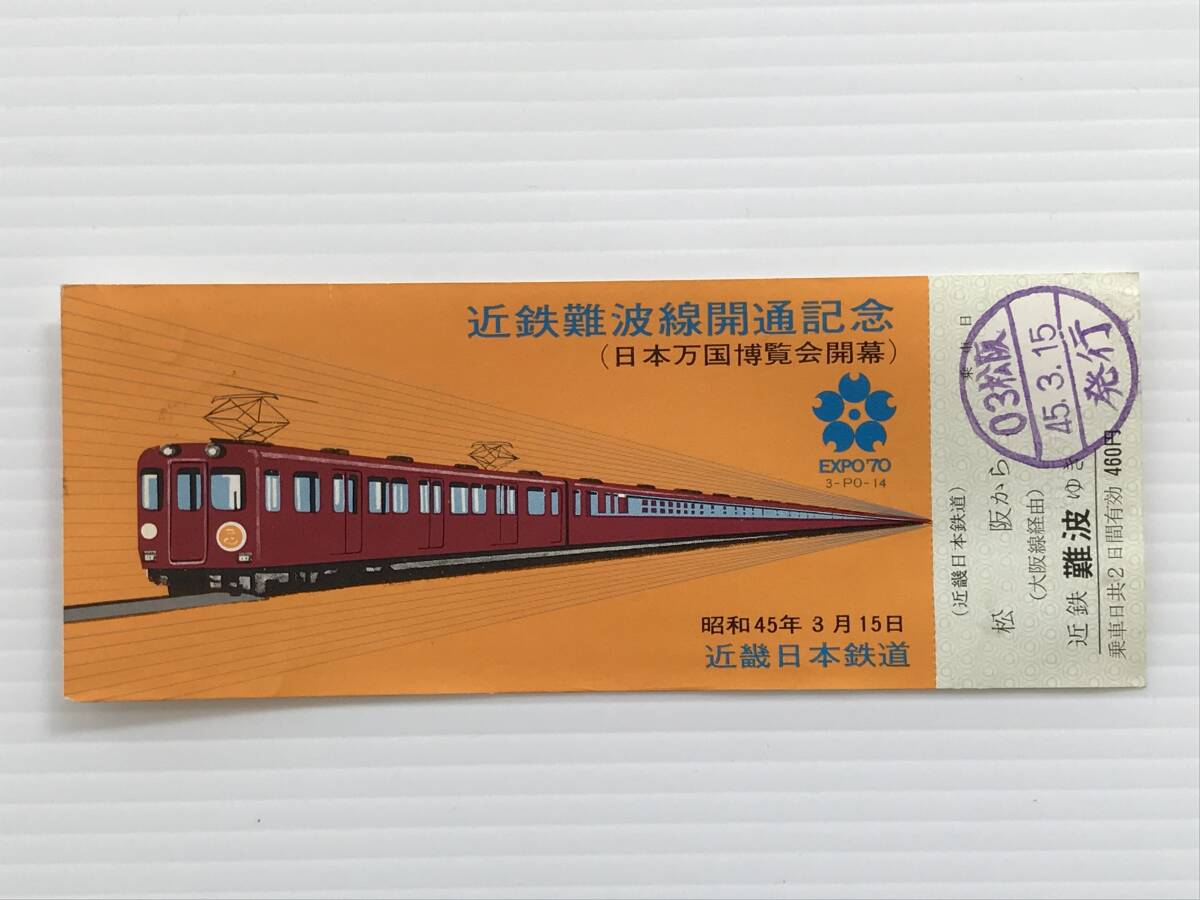 近鉄難波線開通記念
(日本万国博覧会開幕)
EXPO'70
3-PO-14
昭和45年3月15日
近畿日本鉄道
03松阪
45.3.15
発行
(近畿日本鉄道)
松阪から
(大阪線経由)
近鉄難波ゆき
乗車日共2日間有効 460円